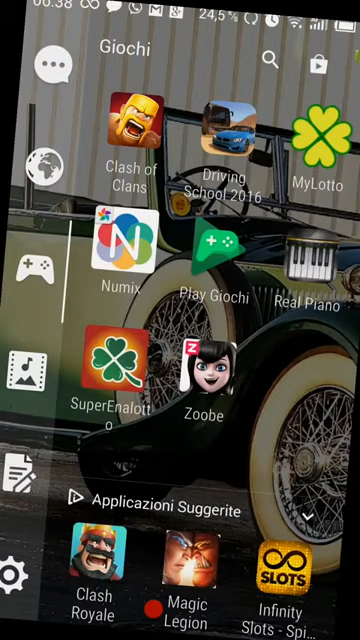 06:38
24,5%
Giochi
Clash of
Clans
Driving
School 2016
MyLotto
N
Numix
Play Giochi
Real Piano
SuperEnalott
o
Z
Zoobe
Applicazioni Suggerite
SLOTS
Clash
Royale
Magic
Legion
Infinity
Slots - Spi...